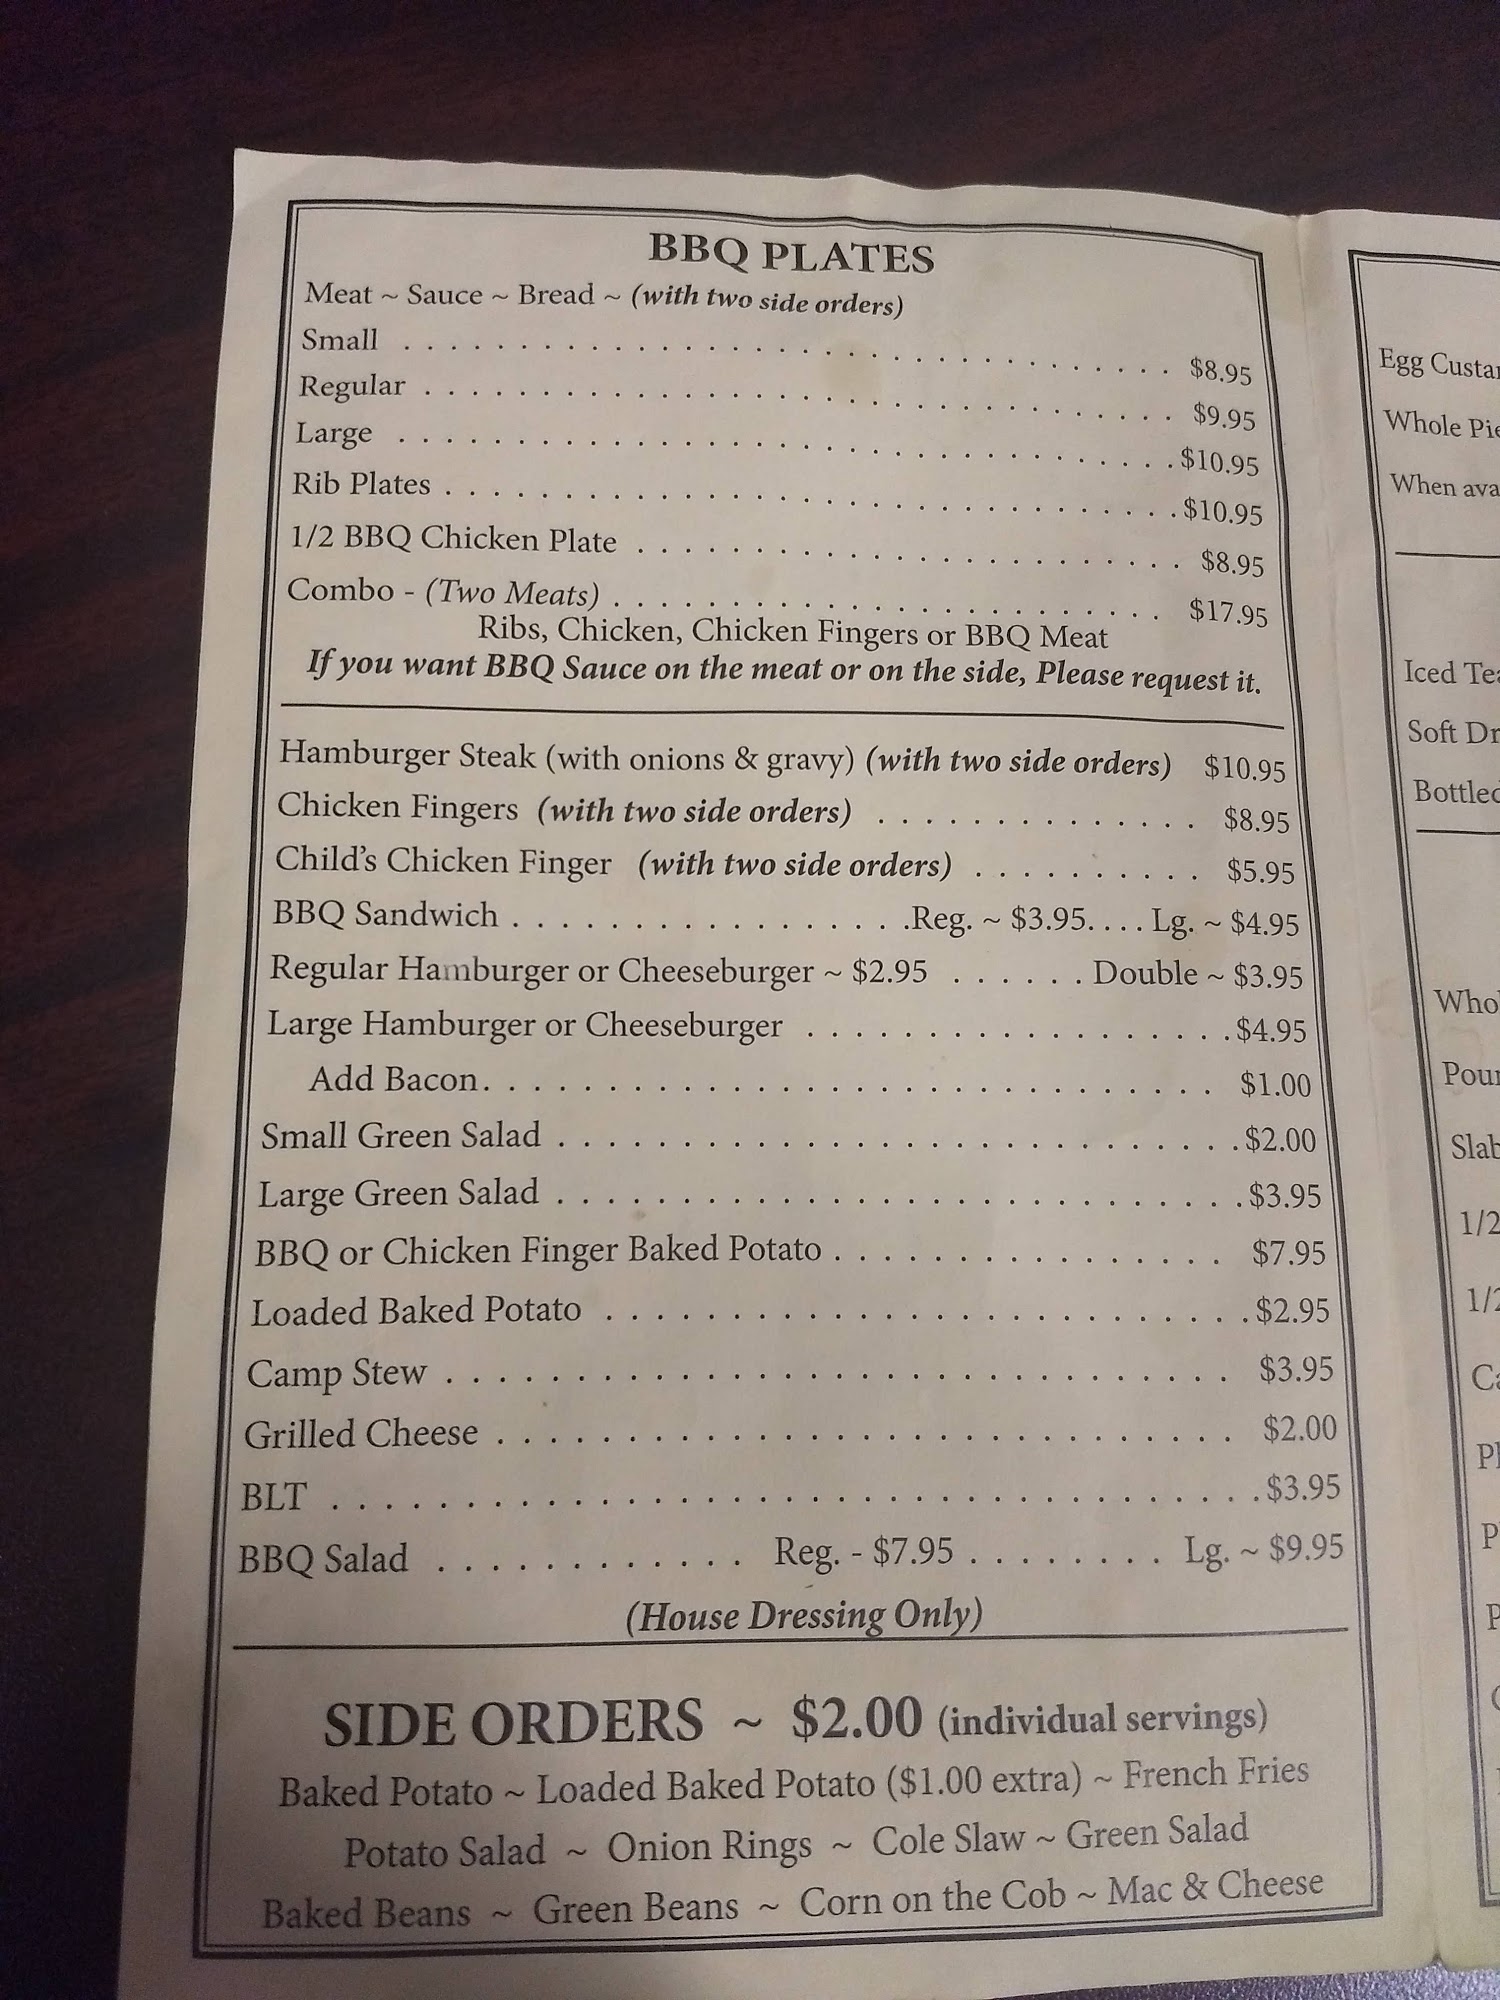 BBQ PLATES
Meat ~ Sauce ~ Bread ~ (with two side orders)
Small . . . . . . . . . . . . . . . . . . . . . . . . . . . . . . . . $8.95
Regular . . . . . . . . . . . . . . . . . . . . . . . . . . . . . . . $9.95
Large . . . . . . . . . . . . . . . . . . . . . . . . . . . . . . . . $10.95
Rib Plates . . . . . . . . . . . . . . . . . . . . . . . . . . . . . . $10.95
1/2 BBQ Chicken Plate . . . . . . . . . . . . . . . . . . . . . . $8.95
Combo - (Two Meats) . . . . . . . . . . . . . . . . . . . . . . . $17.95
Ribs, Chicken, Chicken Fingers or BBQ Meat
If you want BBQ Sauce on the meat or on the side, Please request it.
Hamburger Steak (with onions & gravy) (with two side orders) $10.95
Chicken Fingers (with two side orders) . . . . . . . . . . . . . . $8.95
Child's Chicken Finger (with two side orders) . . . . . . . . . . $5.95
BBQ Sandwich . . . . . . . . . . . . . . . . .Reg. ~ $3.95. . . . Lg. ~ $4.95
Regular Hamburger or Cheeseburger ~ $2.95 . . . . . . Double ~ $3.95
Large Hamburger or Cheeseburger . . . . . . . . . . . . . . . . . $4.95
Add Bacon. . . . . . . . . . . . . . . . . . . . . . . . . . . . $1.00
Small Green Salad . . . . . . . . . . . . . . . . . . . . . . . . . $2.00
Large Green Salad . . . . . . . . . . . . . . . . . . . . . . . . . $3.95
BBQ or Chicken Finger Baked Potato . . . . . . . . . . . . . . . $7.95
Loaded Baked Potato . . . . . . . . . . . . . . . . . . . . . . . . $2.95
Camp Stew . . . . . . . . . . . . . . . . . . . . . . . . . . . . . $3.95
Grilled Cheese . . . . . . . . . . . . . . . . . . . . . . . . . . . $2.00
BLT . . . . . . . . . . . . . . . . . . . . . . . . . . . . . . . . . $3.95
BBQ Salad . . . . . . . . . . . . Reg. - $7.95 . . . . . . . . Lg. ~ $9.95
(House Dressing Only)
SIDE ORDERS ~ $2.00 (individual servings)
Baked Potato ~ Loaded Baked Potato ($1.00 extra) ~ French Fries
Potato Salad ~ Onion Rings ~ Cole Slaw ~ Green Salad
Baked Beans ~ Green Beans ~ Corn on the Cob ~ Mac & Cheese
Egg
Whole
When
Iced
Soft
Bottled
1/2